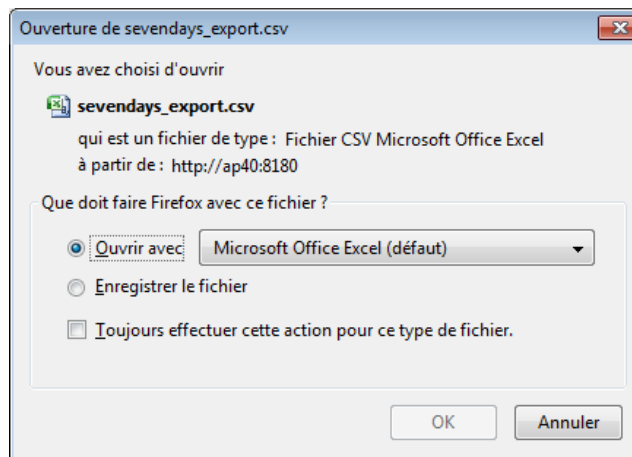 Ouverture de sevendays_export.csv
Vous avez choisi d'ouvrir
sevendays_export.csv
qui est un fichier de type : Fichier CSV Microsoft Office Excel
à partir de : http://ap40:8180
Que doit faire Firefox avec ce fichier ?
Ouvrir avec Microsoft Office Excel (défaut)
Enregistrer le fichier
Toujours effectuer cette action pour ce type de fichier.
OK Annuler